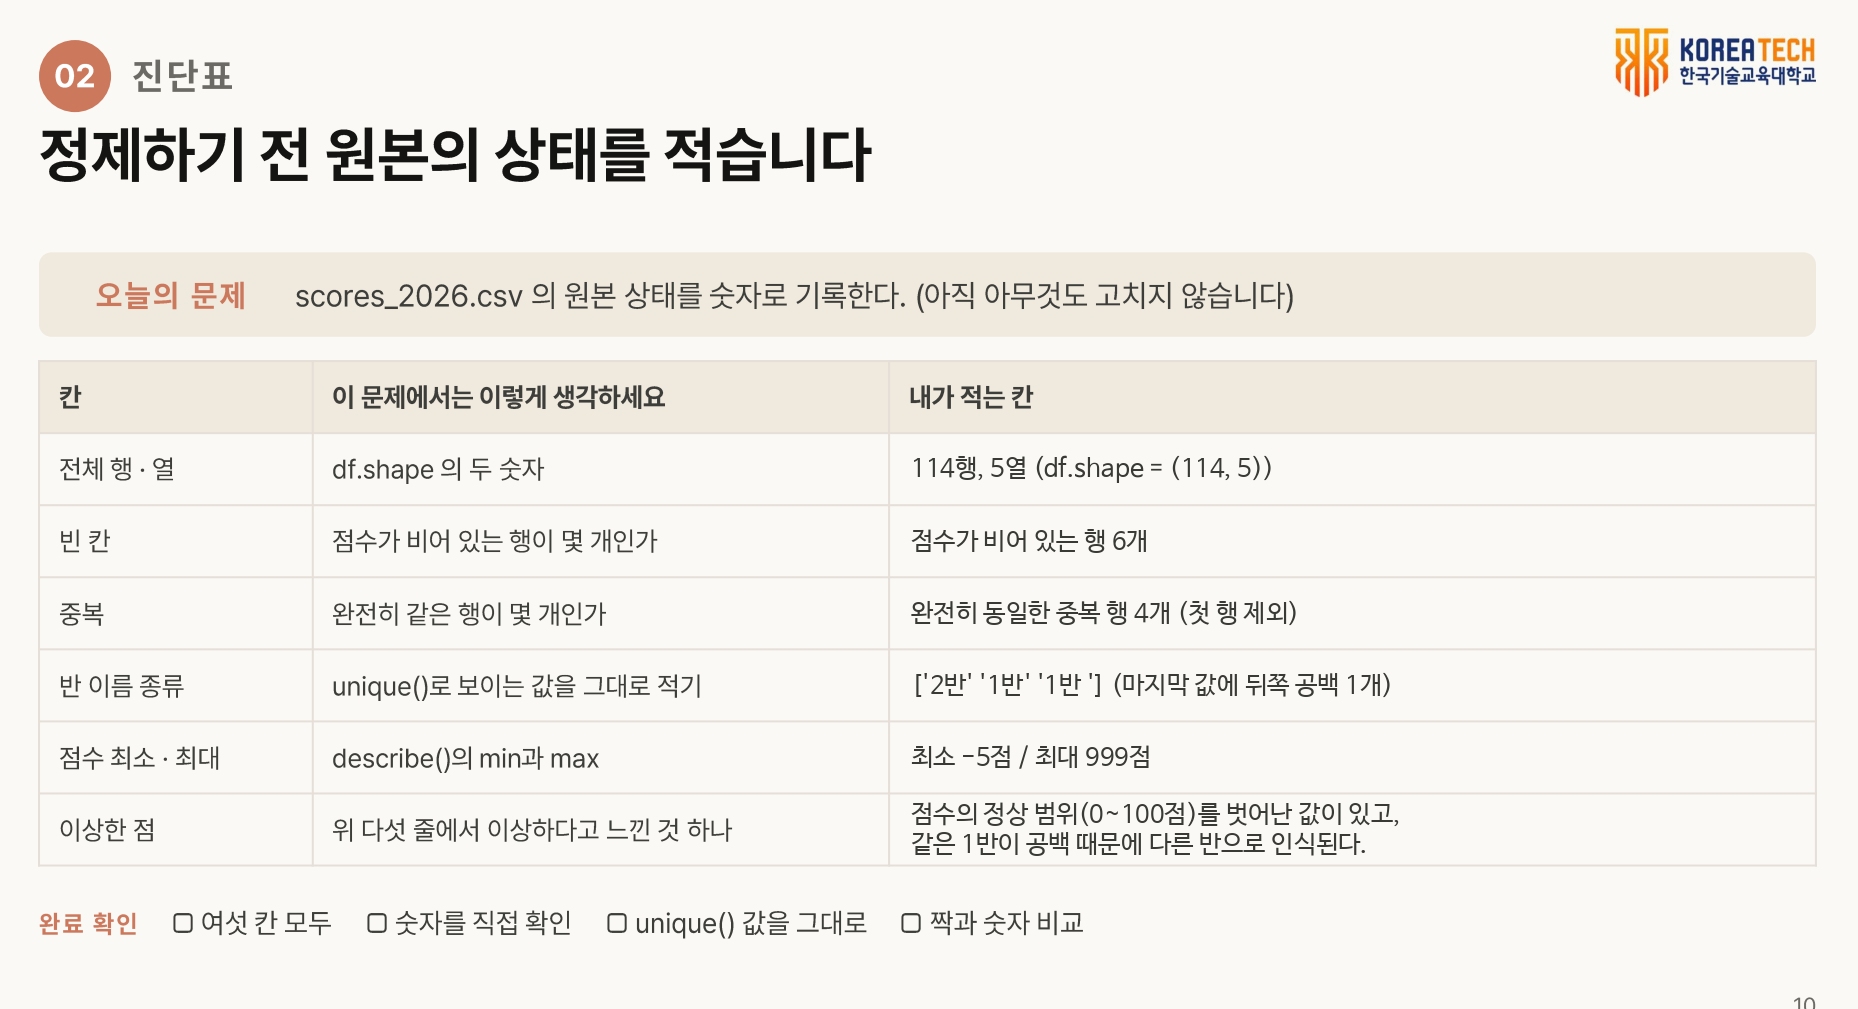 02 진단표
KOREATECH
한국기술교육대학교
정제하기 전 원본의 상태를 적습니다
오늘의 문제 scores_2026.csv 의 원본 상태를 숫자로 기록한다. (아직 아무것도 고치지 않습니다)
칸 이 문제에서는 이렇게 생각하세요 내가 적는 칸
전체 행 · 열 df.shape 의 두 숫자 114행, 5열 (df.shape = (114, 5))
빈 칸 점수가 비어 있는 행이 몇 개인가 점수가 비어 있는 행 6개
중복 완전히 같은 행이 몇 개인가 완전히 동일한 중복 행 4개 (첫 행 제외)
반 이름 종류 unique()로 보이는 값을 그대로 적기 ['2반' '1반' '1반 '] (마지막 값에 뒤쪽 공백 1개)
점수 최소 · 최대 describe()의 min과 max 최소 -5점 / 최대 999점
이상한 점 위 다섯 줄에서 이상하다고 느낀 것 하나 점수의 정상 범위(0~100점)를 벗어난 값이 있고,
같은 1반이 공백 때문에 다른 반으로 인식된다.
완료 확인 ☐ 여섯 칸 모두 ☐ 숫자를 직접 확인 ☐ unique() 값을 그대로 ☐ 짝과 숫자 비교
10